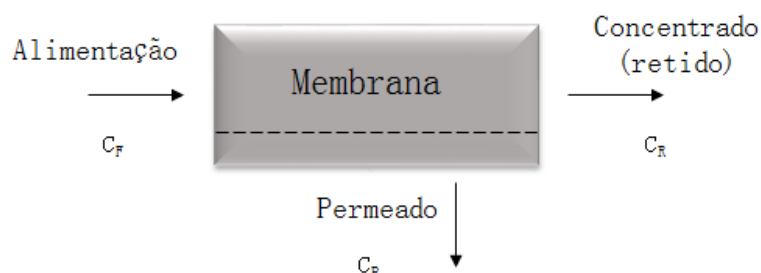 Alimentação
Concentrado
(retido)
Membrana
C_F
C_R
Permeado
C_P